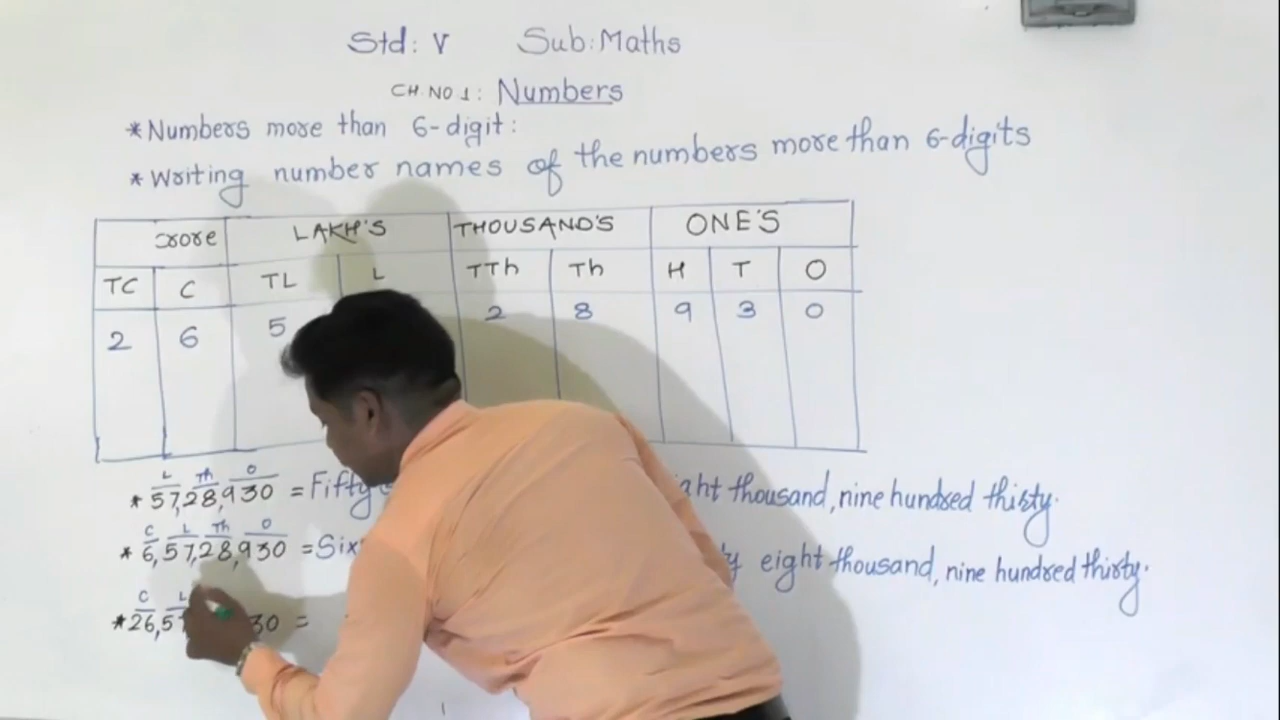 Std: V Sub: Maths
CH. NO 1: Numbers
*Numbers more than 6-digit:
*Writing number names of the numbers more than 6-digits
crore LAKH'S THOUSAND'S ONE'S
TC C TL L TTh Th H T O
2 6 5 2 8 9 3 0
L Th O
*57,28,930 = Fifty thousand, nine hundred thirty.
C L Th O
*6,57,28,930 = eight thousand, nine hundred thirty.
C L
*26,5 30 =